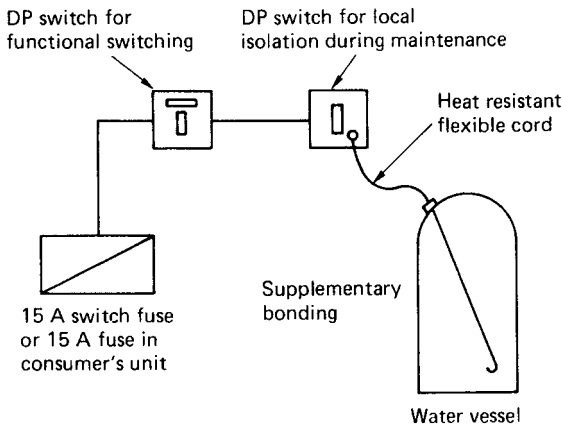 DP switch for
functional switching
DP switch for local
isolation during maintenance
Heat resistant
flexible cord
Supplementary
bonding
15 A switch fuse
or 15 A fuse in
consumer's unit
Water vessel